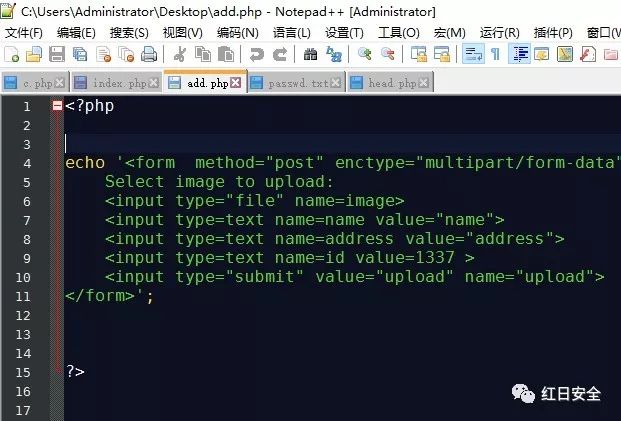 C:\Users\Administrator\Desktop\add.php - Notepad++ [Administrator]
文件(F) 编辑(E) 搜索(S) 视图(V) 编码(N) 语言(L) 设置(T) 工具(O) 宏(M) 运行(R) 插件(P) 窗口(W
c.php index.php add.php passwd.txt head.php
1 <?php
2
3
4 echo '<form  method="post" enctype="multipart/form-data"
5     Select image to upload:
6     <input type="file" name=image>
7     <input type=text name=name value="name">
8     <input type=text name=address value="address">
9     <input type=text name=id value=1337 >
10     <input type="submit" value="upload" name="upload">
11 </form>';
12
13
14
15 ?>
16
17
红日安全